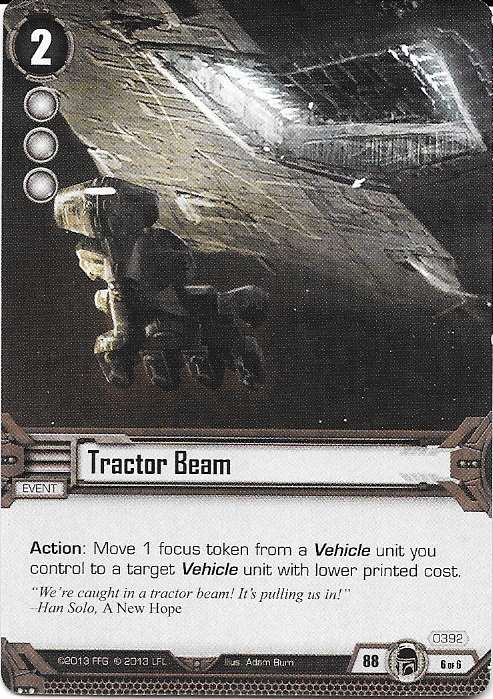 2
Tractor Beam
EVENT
Action: Move 1 focus token from a Vehicle unit you
control to a target Vehicle unit with lower printed cost.
“We’re caught in a tractor beam! It’s pulling us in!”
–Han Solo, A New Hope
0392
©2013 FFG © 2013 LFL Illus. Adam Burn 88 6 OF 6